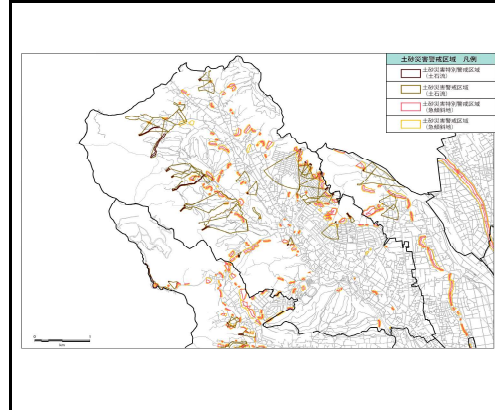 土砂災害警戒区域 凡例
土砂災害特別警戒区域
(土石流)
土砂災害警戒区域
(土石流)
土砂災害特別警戒区域
(急傾斜地)
土砂災害警戒区域
(急傾斜地)
0 1
km